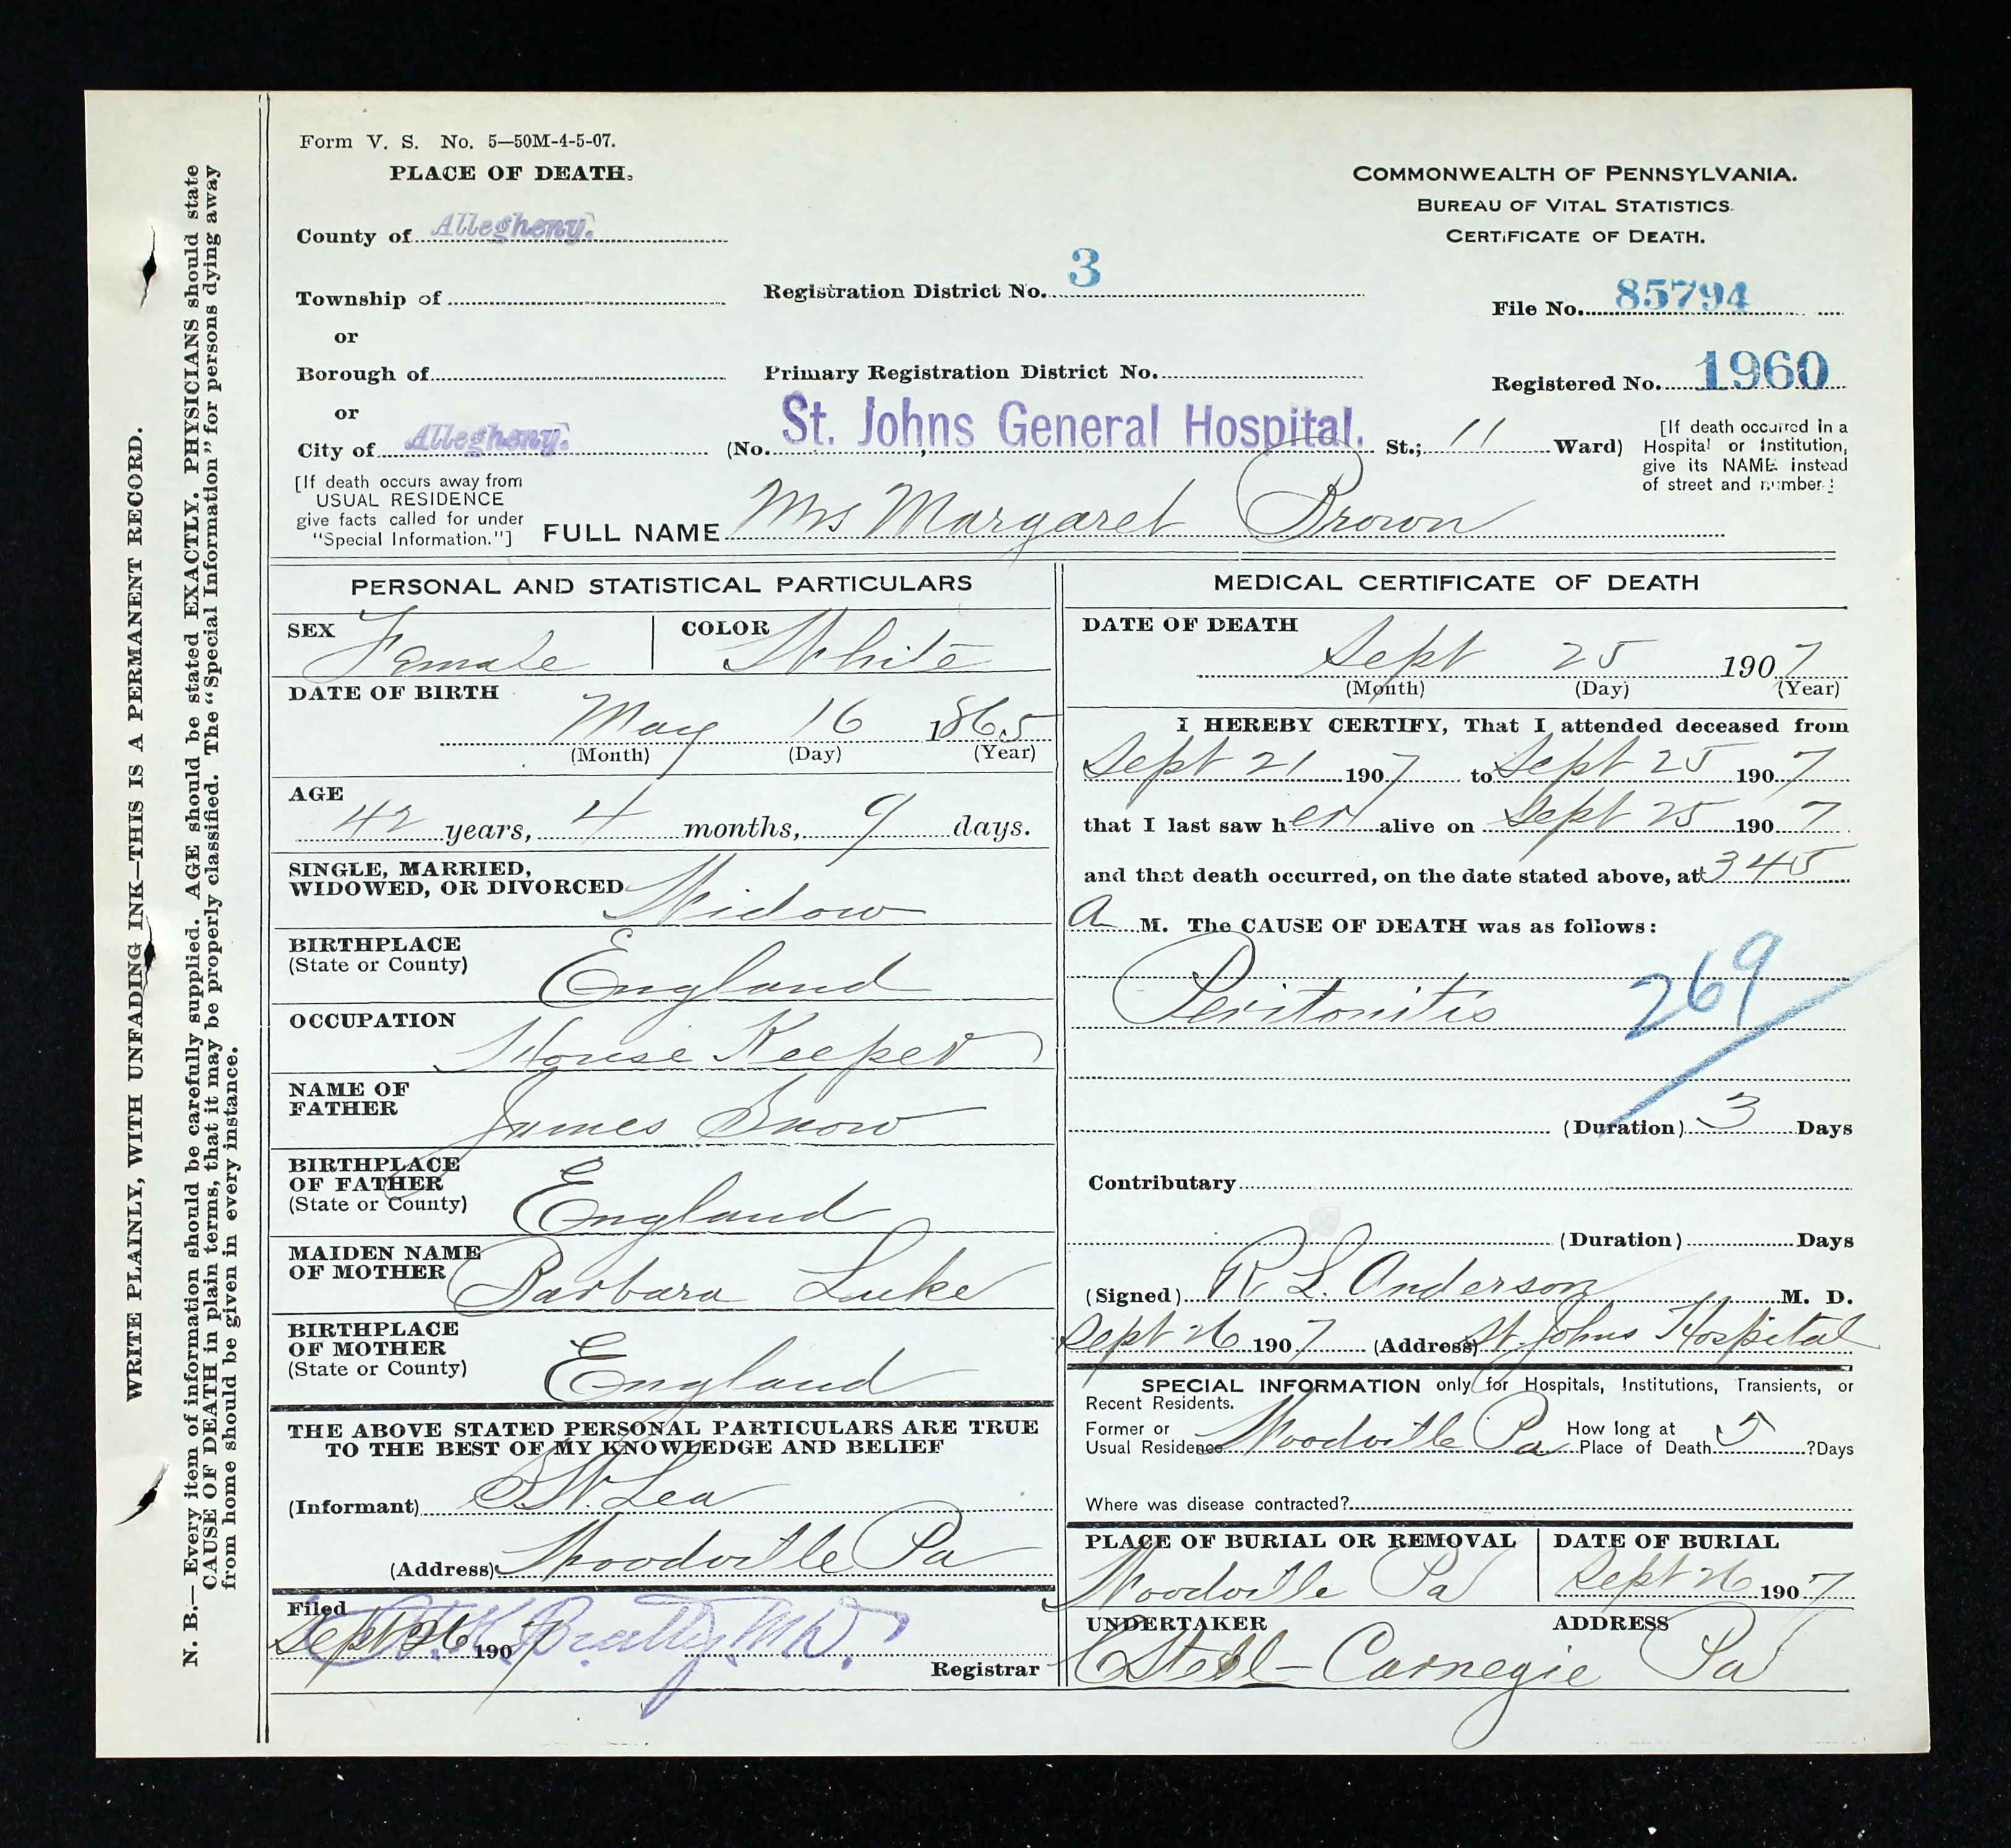 WRITE PLAINLY, WITH UNFADING INK—THIS IS A PERMANENT RECORD.
N. B.—Every item of information should be carefully supplied. AGE should be stated EXACTLY. PHYSICIANS should state
CAUSE OF DEATH in plain terms, that it may be properly classified. The "Special Information" for persons dying away
from home should be given in every instance.
Form V. S. No. 5—50M-4-5-07.
PLACE OF DEATH.
County of Allegheny.
Township of
or
Borough of
or
City of Allegheny.
COMMONWEALTH OF PENNSYLVANIA.
BUREAU OF VITAL STATISTICS.
CERTIFICATE OF DEATH.
Registration District No. 3
File No. 85794
Primary Registration District No.
Registered No. 1960
(No. St. Johns General Hospital. St.; 11 Ward)
[If death occurred in a
Hospital or Institution,
give its NAME instead
of street and number.]
[If death occurs away from
USUAL RESIDENCE
give facts called for under
"Special Information."]
FULL NAME Mrs Margaret Brown
PERSONAL AND STATISTICAL PARTICULARS
SEX Female COLOR White
DATE OF BIRTH
May 16 1865
(Month) (Day) (Year)
AGE
42 years, 4 months, 9 days.
SINGLE, MARRIED,
WIDOWED, OR DIVORCED Widow
BIRTHPLACE
(State or County) England
OCCUPATION
House Keeper
NAME OF
FATHER James Snow
BIRTHPLACE
OF FATHER
(State or County) England
MAIDEN NAME
OF MOTHER Barbara Luke
BIRTHPLACE
OF MOTHER
(State or County) England
THE ABOVE STATED PERSONAL PARTICULARS ARE TRUE
TO THE BEST OF MY KNOWLEDGE AND BELIEF
(Informant) Lea
(Address) Woodville Pa
Filed
Sept 26 1907 Beatty M.D.
Registrar
MEDICAL CERTIFICATE OF DEATH
DATE OF DEATH
Sept 25 1907
(Month) (Day) (Year)
I HEREBY CERTIFY, That I attended deceased from
Sept 21 1907 to Sept 25 1907
that I last saw her alive on Sept 25 1907
and that death occurred, on the date stated above, at 345
a M. The CAUSE OF DEATH was as follows:
Peritonitis 269
(Duration) 3 Days
Contributary
(Duration) Days
(Signed) R L. Anderson M. D.
Sept 26 1907 (Address) St Johns Hospital
SPECIAL INFORMATION only for Hospitals, Institutions, Transients, or
Recent Residents.
Former or
Usual Residence Woodville Pa
How long at
Place of Death 5 ?Days
Where was disease contracted?
PLACE OF BURIAL OR REMOVAL
Woodville Pa
DATE OF BURIAL
Sept 26 1907
UNDERTAKER ADDRESS
Carnegie Pa